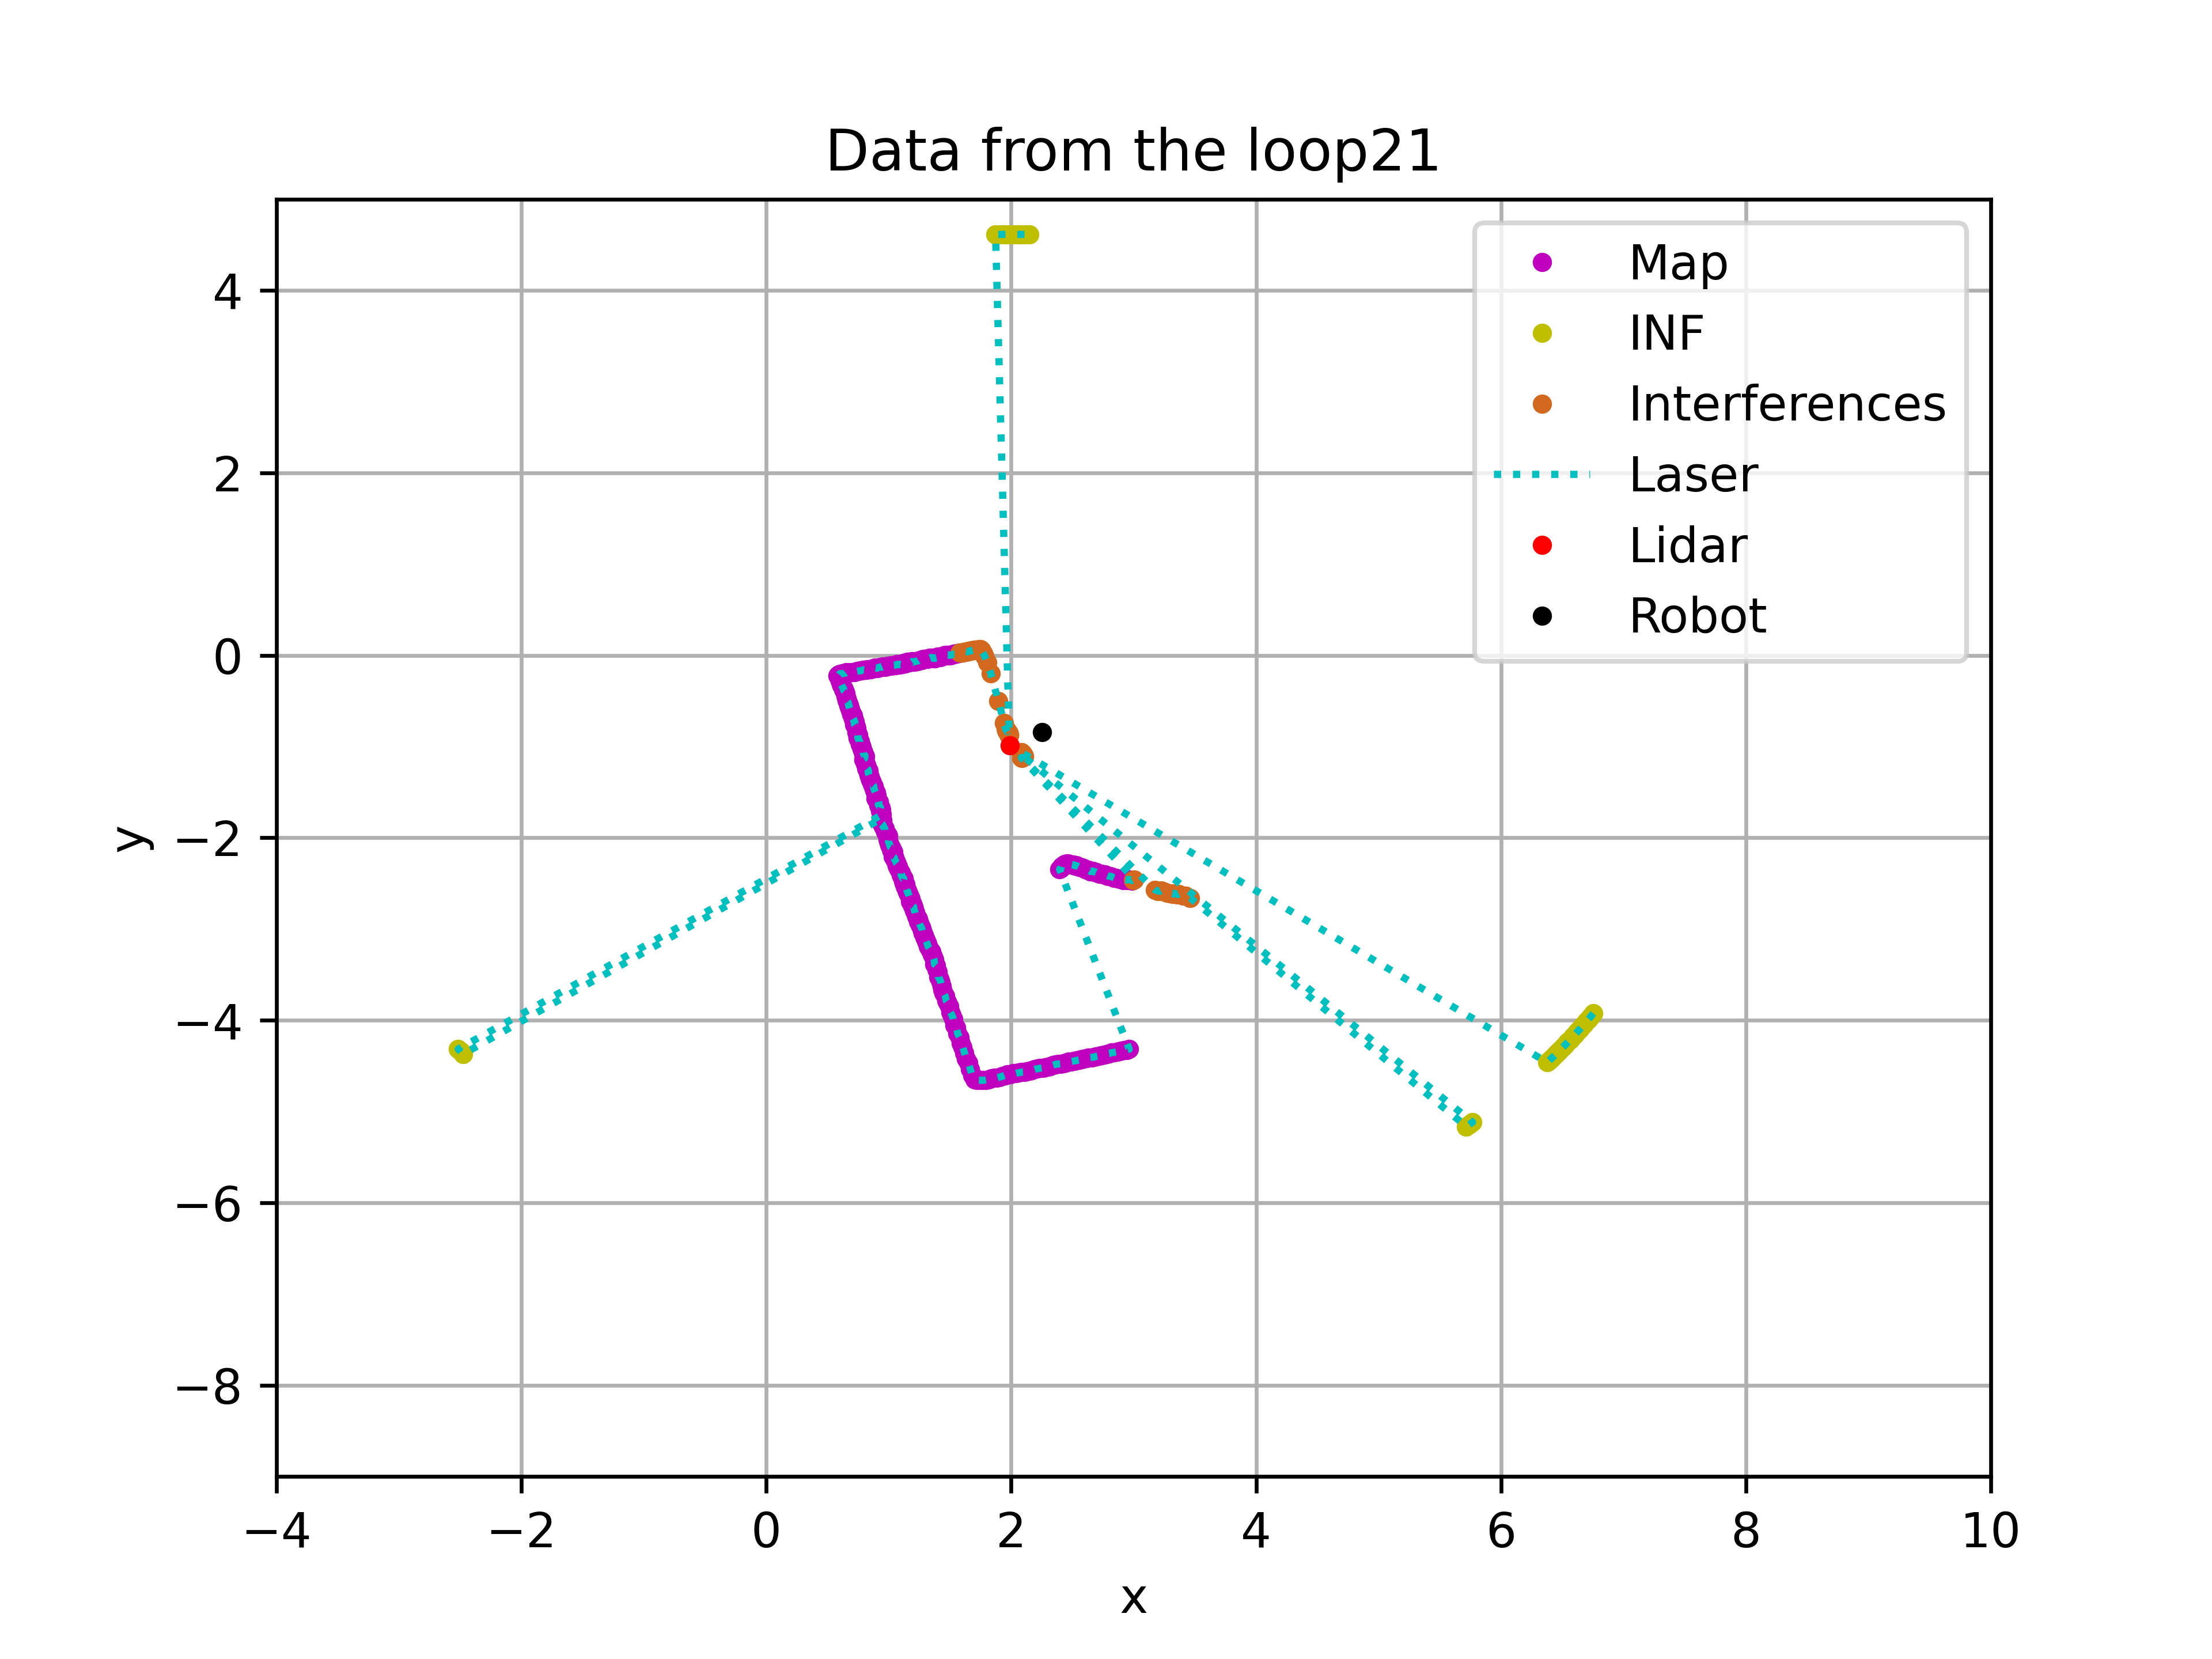 Data from the loop21
Map
INF
Interferences
Laser
Lidar
Robot
4
2
0
−2
−4
−6
−8
y
−4 −2 0 2 4 6 8 10
x